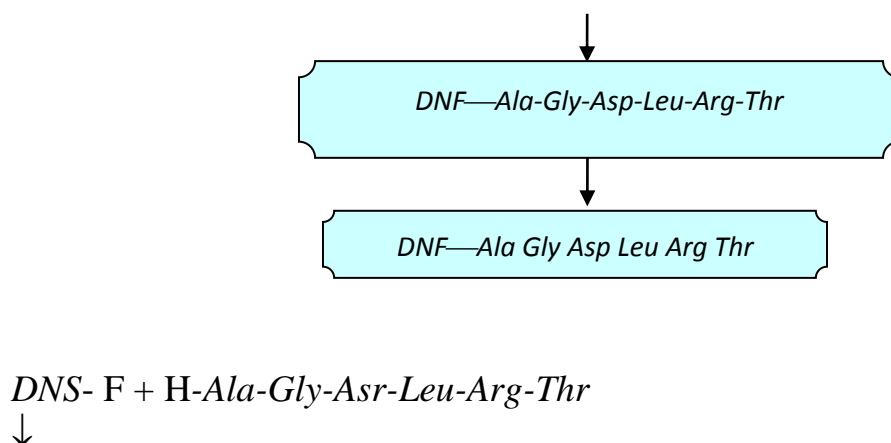 DNF—Ala-Gly-Asp-Leu-Arg-Thr
DNF—Ala Gly Asp Leu Arg Thr
DNS- F + H-Ala-Gly-Asr-Leu-Arg-Thr
↓